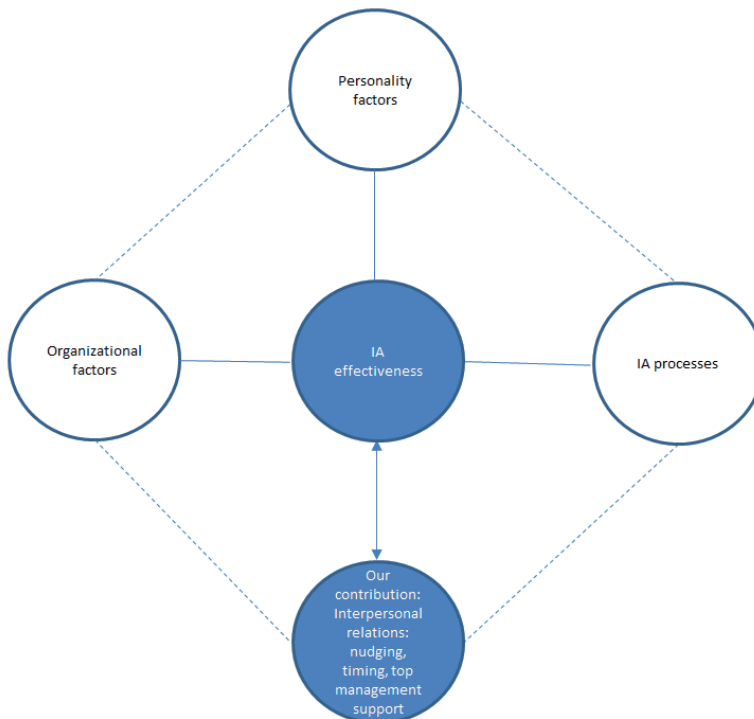 Personality
factors
Organizational
factors
IA
effectiveness
IA processes
Our
contribution:
Interpersonal
relations:
nudging,
timing, top
management
support